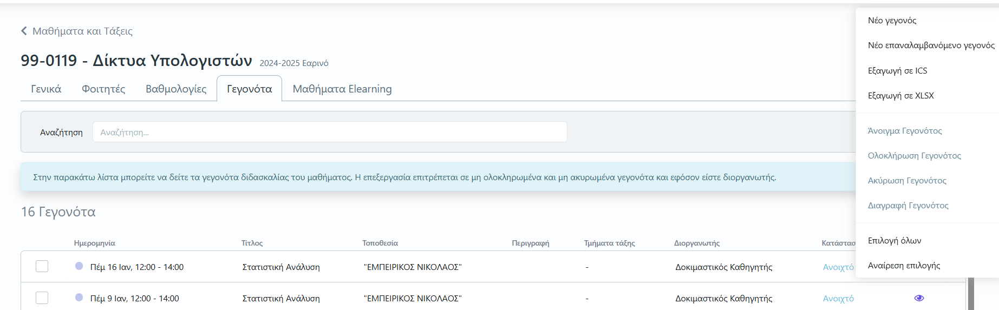 Μαθήματα και Τάξεις
99-0119 - Δίκτυα Υπολογιστών 2024-2025 Εαρινό
Γενικά Φοιτητές Βαθμολογίες Γεγονότα Μαθήματα Elearning
Αναζήτηση Αναζήτηση...
Στην παρακάτω λίστα μπορείτε να δείτε τα γεγονότα διδασκαλίας του μαθήματος. Η επεξεργασία επιτρέπεται σε μη ολοκληρωμένα και μη ακυρωμένα γεγονότα και εφόσον είστε διοργανωτής.
16 Γεγονότα
Ημερομηνία Τίτλος Τοποθεσία Περιγραφή Τμήματα τάξης Διοργανωτής Κατάστασ
Πέμ 16 Ιαν, 12:00 - 14:00 Στατιστική Ανάλυση "ΕΜΠΕΙΡΙΚΟΣ ΝΙΚΟΛΑΟΣ" - Δοκιμαστικός Καθηγητής Ανοιχτό
Πέμ 9 Ιαν, 12:00 - 14:00 Στατιστική Ανάλυση "ΕΜΠΕΙΡΙΚΟΣ ΝΙΚΟΛΑΟΣ" - Δοκιμαστικός Καθηγητής Ανοιχτό
Νέο γεγονός
Νέο επαναλαμβανόμενο γεγονός
Εξαγωγή σε ICS
Εξαγωγή σε XLSX
Άνοιγμα Γεγονότος
Ολοκλήρωση Γεγονότος
Ακύρωση Γεγονότος
Διαγραφή Γεγονότος
Επιλογή όλων
Αναίρεση επιλογής